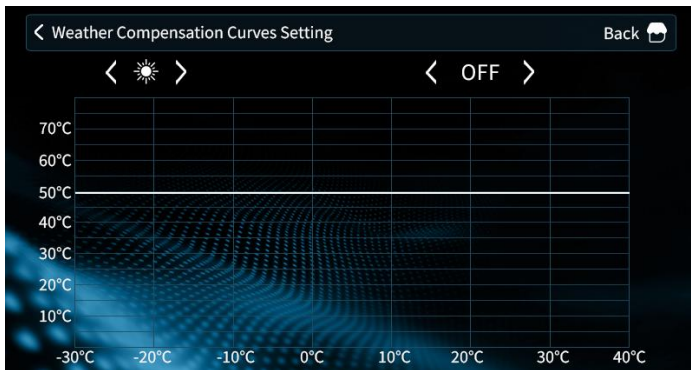 Weather Compensation Curves Setting Back
OFF
70°C
60°C
50°C
40°C
30°C
20°C
10°C
-30°C -20°C -10°C 0°C 10°C 20°C 30°C 40°C